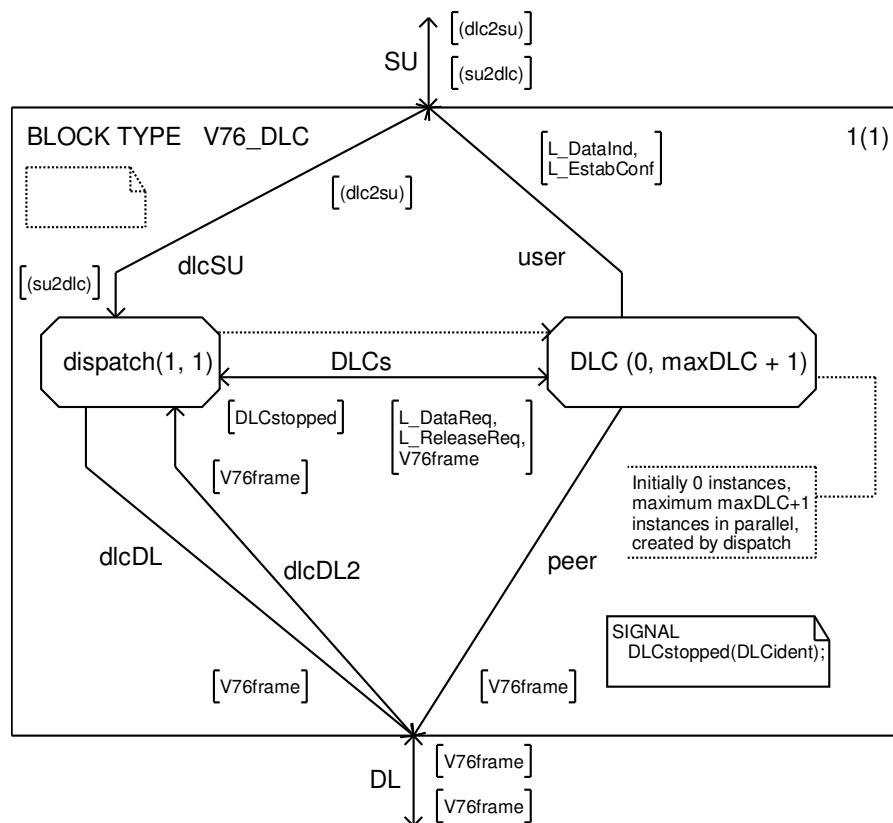 [(dlc2su)]
SU
[(su2dlc)]
BLOCK TYPE V76_DLC
1(1)
[L_DataInd,
L_EstabConf]
[(dlc2su)]
dlcSU
user
[(su2dlc)]
dispatch(1, 1)
DLCs
DLC (0, maxDLC + 1)
[DLCstopped]
[L_DataReq,
L_ReleaseReq,
V76frame]
[V76frame]
Initially 0 instances,
maximum maxDLC+1
instances in parallel,
created by dispatch
dlcDL
dlcDL2
peer
SIGNAL
DLCstopped(DLCident);
[V76frame]
[V76frame]
DL
[V76frame]
[V76frame]